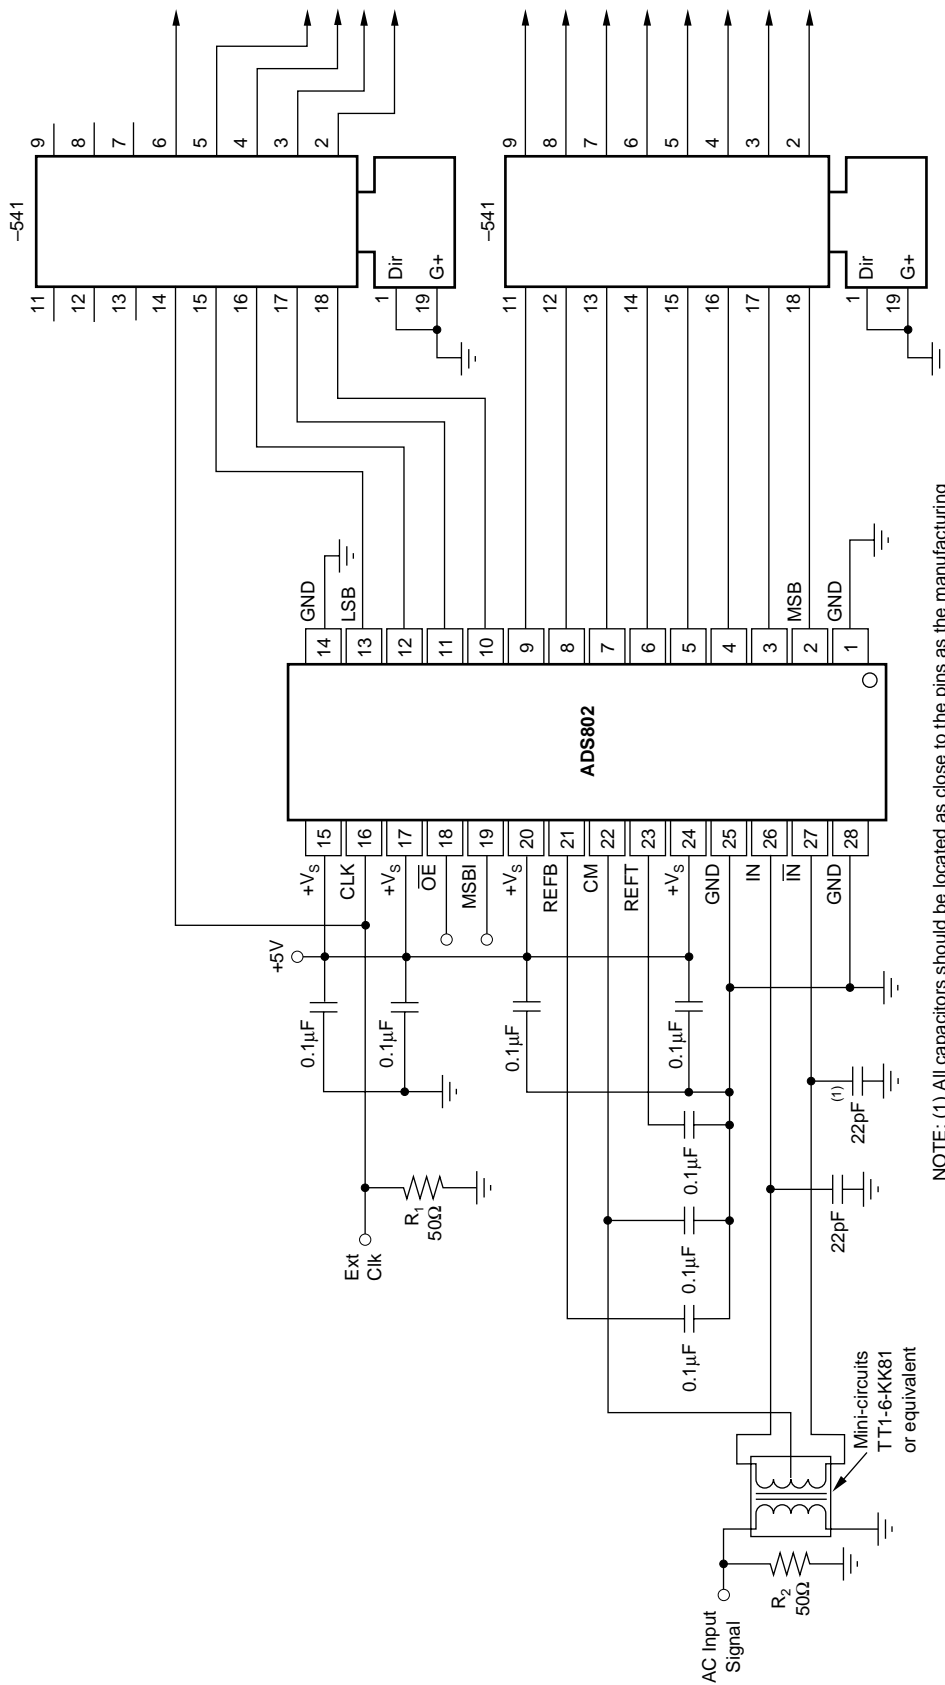 –541
11
12
13
14
15
16
17
18
9
8
7
6
5
4
3
2
1
19
Dir
G+
–541
11
12
13
14
15
16
17
18
9
8
7
6
5
4
3
2
1
19
Dir
G+
ADS802
GND
14
LSB
13
12
11
10
9
8
7
6
5
4
3
MSB
2
GND
1
+VS
15
CLK
16
+VS
17
OE
18
MSBI
19
+VS
20
REFB
21
CM
22
REFT
23
+VS
24
GND
25
IN
26
IN
27
GND
28
+5V
0.1µF
0.1µF
0.1µF
0.1µF
0.1µF
0.1µF
0.1µF
Ext
Clk
R1
50Ω
(1)
22pF
22pF
Mini-circuits
TT1-6-KK81
or equivalent
AC Input
Signal
R2
50Ω
NOTE: (1) All capacitors should be located as close to the pins as the manufacturing